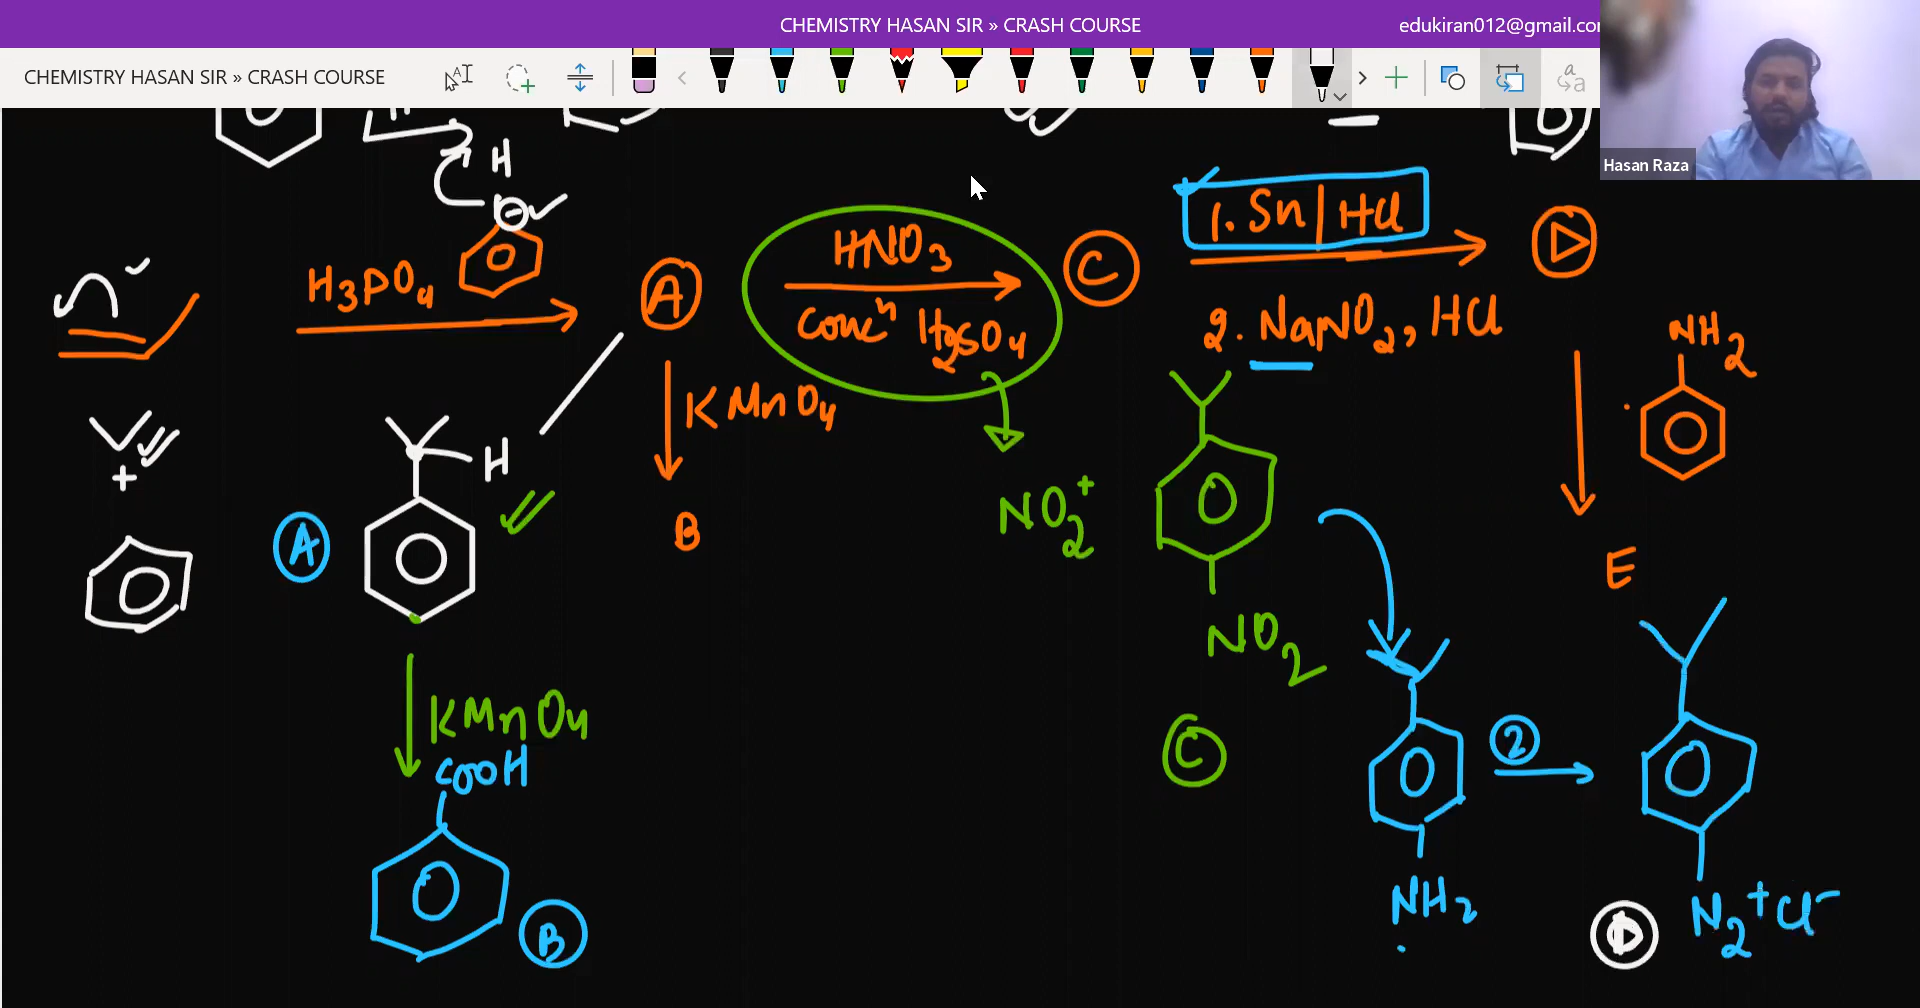 CHEMISTRY HASAN SIR » CRASH COURSE
edukiran012@gmail.co
CHEMISTRY HASAN SIR » CRASH COURSE
Hasan Raza
H
H3PO4
A
HNO3
concⁿ H2SO4
C
1. Sn | HCl
2. NaNO2, HCl
D
NH2
KMnO4
B
H
A
+
NO2+
E
NO2
KMnO4
COOH
B
C
2
NH2
D
N2+Cl-